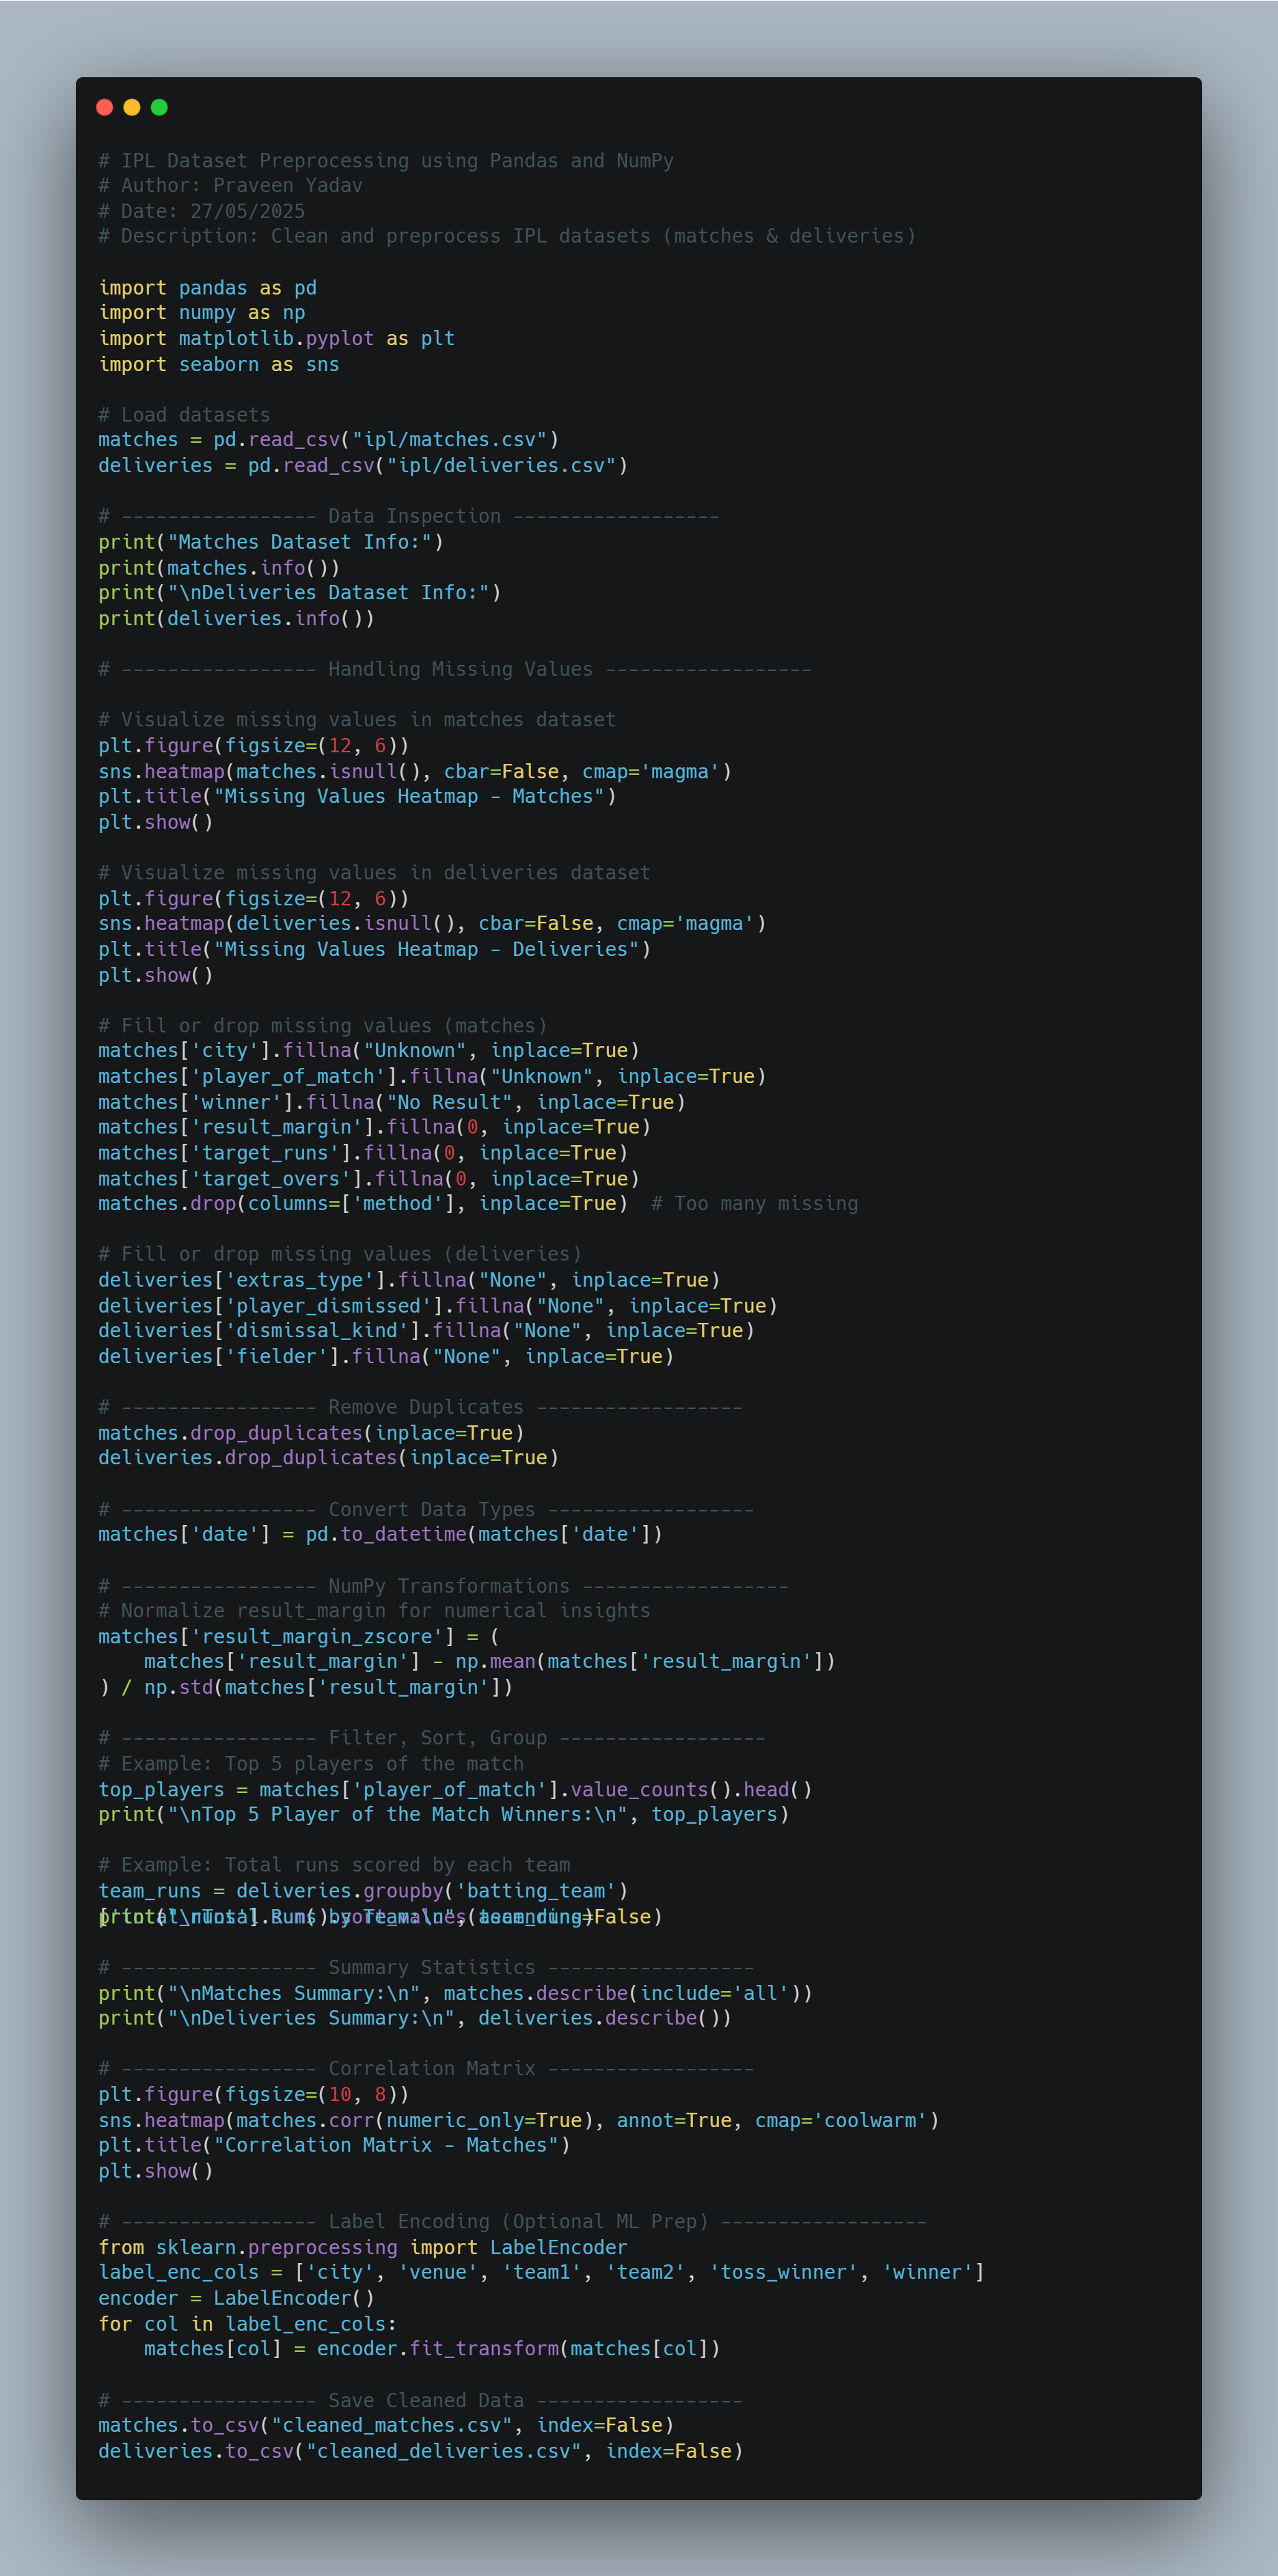 # IPL Dataset Preprocessing using Pandas and NumPy
# Author: Praveen Yadav
# Date: 27/05/2025
# Description: Clean and preprocess IPL datasets (matches & deliveries)

import pandas as pd
import numpy as np
import matplotlib.pyplot as plt
import seaborn as sns

# Load datasets
matches = pd.read_csv("ipl/matches.csv")
deliveries = pd.read_csv("ipl/deliveries.csv")

# ----------------- Data Inspection ------------------
print("Matches Dataset Info:")
print(matches.info())
print("\nDeliveries Dataset Info:")
print(deliveries.info())

# ----------------- Handling Missing Values ------------------

# Visualize missing values in matches dataset
plt.figure(figsize=(12, 6))
sns.heatmap(matches.isnull(), cbar=False, cmap='magma')
plt.title("Missing Values Heatmap - Matches")
plt.show()

# Visualize missing values in deliveries dataset
plt.figure(figsize=(12, 6))
sns.heatmap(deliveries.isnull(), cbar=False, cmap='magma')
plt.title("Missing Values Heatmap - Deliveries")
plt.show()

# Fill or drop missing values (matches)
matches['city'].fillna("Unknown", inplace=True)
matches['player_of_match'].fillna("Unknown", inplace=True)
matches['winner'].fillna("No Result", inplace=True)
matches['result_margin'].fillna(0, inplace=True)
matches['target_runs'].fillna(0, inplace=True)
matches['target_overs'].fillna(0, inplace=True)
matches.drop(columns=['method'], inplace=True)  # Too many missing

# Fill or drop missing values (deliveries)
deliveries['extras_type'].fillna("None", inplace=True)
deliveries['player_dismissed'].fillna("None", inplace=True)
deliveries['dismissal_kind'].fillna("None", inplace=True)
deliveries['fielder'].fillna("None", inplace=True)

# ----------------- Remove Duplicates ------------------
matches.drop_duplicates(inplace=True)
deliveries.drop_duplicates(inplace=True)

# ----------------- Convert Data Types ------------------
matches['date'] = pd.to_datetime(matches['date'])

# ----------------- NumPy Transformations ------------------
# Normalize result_margin for numerical insights
matches['result_margin_zscore'] = (
    matches['result_margin'] - np.mean(matches['result_margin'])
) / np.std(matches['result_margin'])

# ----------------- Filter, Sort, Group ------------------
# Example: Top 5 players of the match
top_players = matches['player_of_match'].value_counts().head()
print("\nTop 5 Player of the Match Winners:\n", top_players)

# Example: Total runs scored by each team
team_runs = deliveries.groupby('batting_team')
['total_runs'].sum().sort_values(ascending=False)
print("\nTotal Runs by Team:\n", team_runs)

# ----------------- Summary Statistics ------------------
print("\nMatches Summary:\n", matches.describe(include='all'))
print("\nDeliveries Summary:\n", deliveries.describe())

# ----------------- Correlation Matrix ------------------
plt.figure(figsize=(10, 8))
sns.heatmap(matches.corr(numeric_only=True), annot=True, cmap='coolwarm')
plt.title("Correlation Matrix - Matches")
plt.show()

# ----------------- Label Encoding (Optional ML Prep) ------------------
from sklearn.preprocessing import LabelEncoder
label_enc_cols = ['city', 'venue', 'team1', 'team2', 'toss_winner', 'winner']
encoder = LabelEncoder()
for col in label_enc_cols:
    matches[col] = encoder.fit_transform(matches[col])

# ----------------- Save Cleaned Data ------------------
matches.to_csv("cleaned_matches.csv", index=False)
deliveries.to_csv("cleaned_deliveries.csv", index=False)